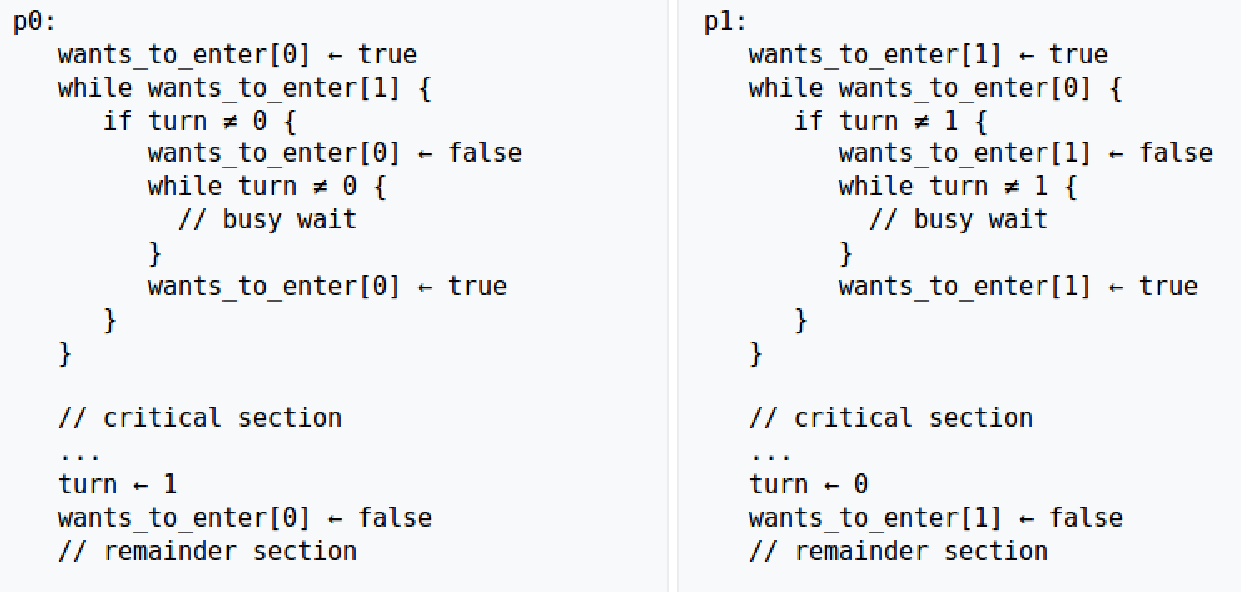 p0:
   wants_to_enter[0] ← true
   while wants_to_enter[1] {
      if turn ≠ 0 {
         wants_to_enter[0] ← false
         while turn ≠ 0 {
           // busy wait
         }
         wants_to_enter[0] ← true
      }
   }

   // critical section
   ...
   turn ← 1
   wants_to_enter[0] ← false
   // remainder section
p1:
   wants_to_enter[1] ← true
   while wants_to_enter[0] {
      if turn ≠ 1 {
         wants_to_enter[1] ← false
         while turn ≠ 1 {
           // busy wait
         }
         wants_to_enter[1] ← true
      }
   }

   // critical section
   ...
   turn ← 0
   wants_to_enter[1] ← false
   // remainder section